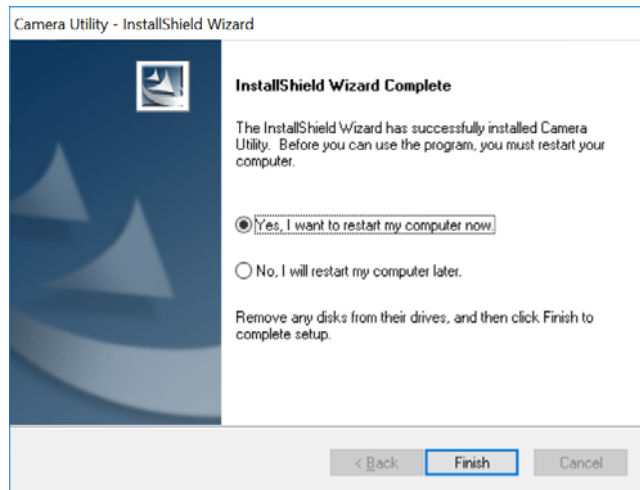 Camera Utility - InstallShield Wizard
InstallShield Wizard Complete
The InstallShield Wizard has successfully installed Camera
Utility.  Before you can use the program, you must restart your
computer.
Yes, I want to restart my computer now.
No, I will restart my computer later.
Remove any disks from their drives, and then click Finish to
complete setup.
< Back
Finish
Cancel